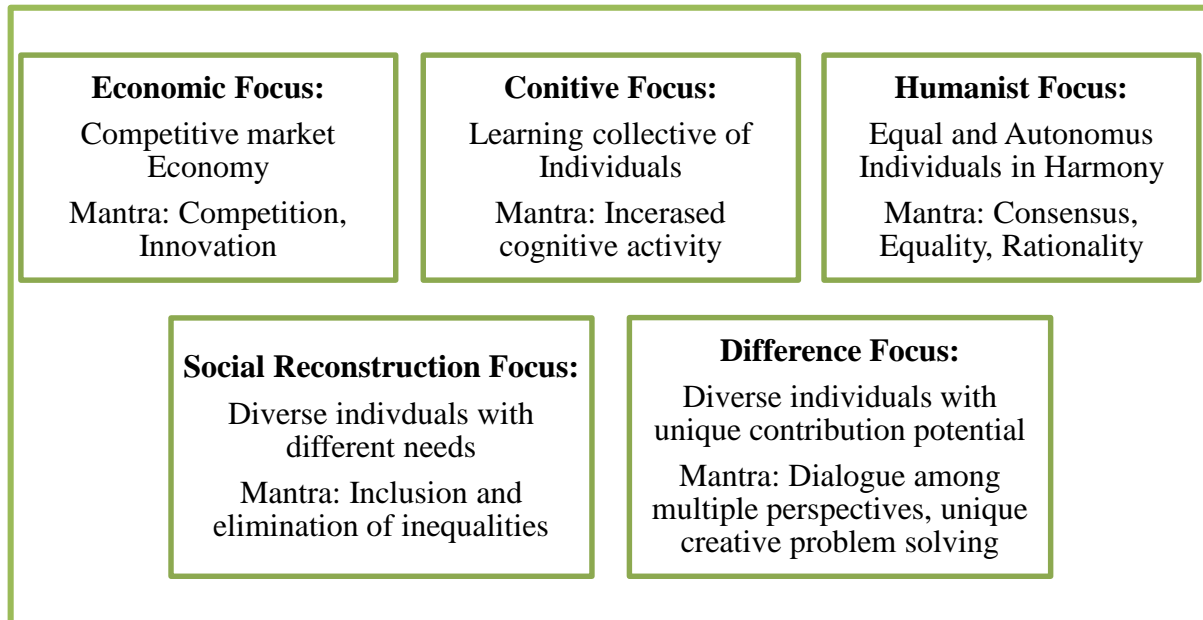 Economic Focus:
Competitive market
Economy
Mantra: Competition,
Innovation
Conitive Focus:
Learning collective of
Individuals
Mantra: Incerased
cognitive activity
Humanist Focus:
Equal and Autonomus
Individuals in Harmony
Mantra: Consensus,
Equality, Rationality
Social Reconstruction Focus:
Diverse indivduals with
different needs
Mantra: Inclusion and
elimination of inequalities
Difference Focus:
Diverse individuals with
unique contribution potential
Mantra: Dialogue among
multiple perspectives, unique
creative problem solving